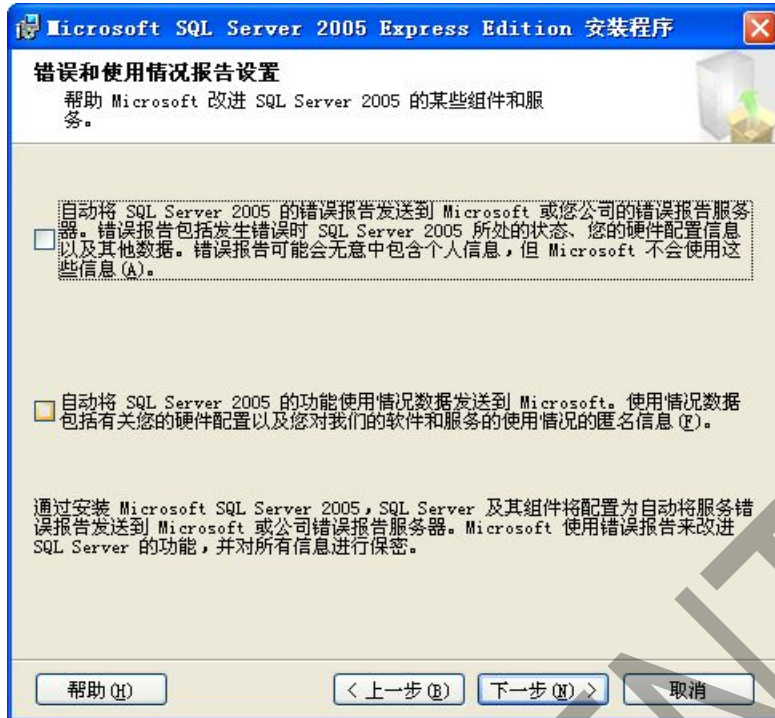 Microsoft SQL Server 2005 Express Edition 安装程序
错误和使用情况报告设置
帮助 Microsoft 改进 SQL Server 2005 的某些组件和服
务。
自动将 SQL Server 2005 的错误报告发送到 Microsoft 或您公司的错误报告服务
器。错误报告包括发生错误时 SQL Server 2005 所处的状态、您的硬件配置信息
以及其他数据。错误报告可能会无意中包含个人信息，但 Microsoft 不会使用这
些信息(A)。
自动将 SQL Server 2005 的功能使用情况数据发送到 Microsoft。使用情况数据
包括有关您的硬件配置以及您对我们的软件和服务的使用情况的匿名信息(F)。
通过安装 Microsoft SQL Server 2005，SQL Server 及其组件将配置为自动将服务错
误报告发送到 Microsoft 或公司错误报告服务器。Microsoft 使用错误报告来改进
SQL Server 的功能，并对所有信息进行保密。
帮助(H) < 上一步(B) 下一步(N) > 取消